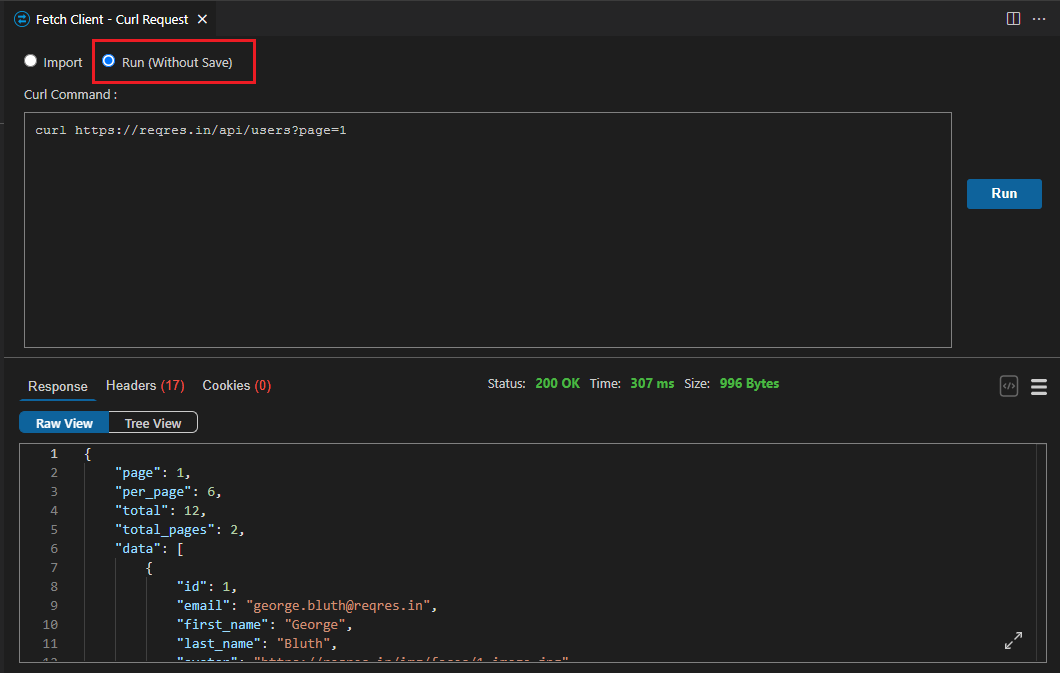 Fetch Client - Curl Request
Import
Run (Without Save)
Curl Command :
curl https://reqres.in/api/users?page=1
Run
Response Headers (17) Cookies (0) Status: 200 OK Time: 307 ms Size: 996 Bytes
Raw View Tree View
1 {
2 "page": 1,
3 "per_page": 6,
4 "total": 12,
5 "total_pages": 2,
6 "data": [
7 {
8 "id": 1,
9 "email": "george.bluth@reqres.in",
10 "first_name": "George",
11 "last_name": "Bluth",